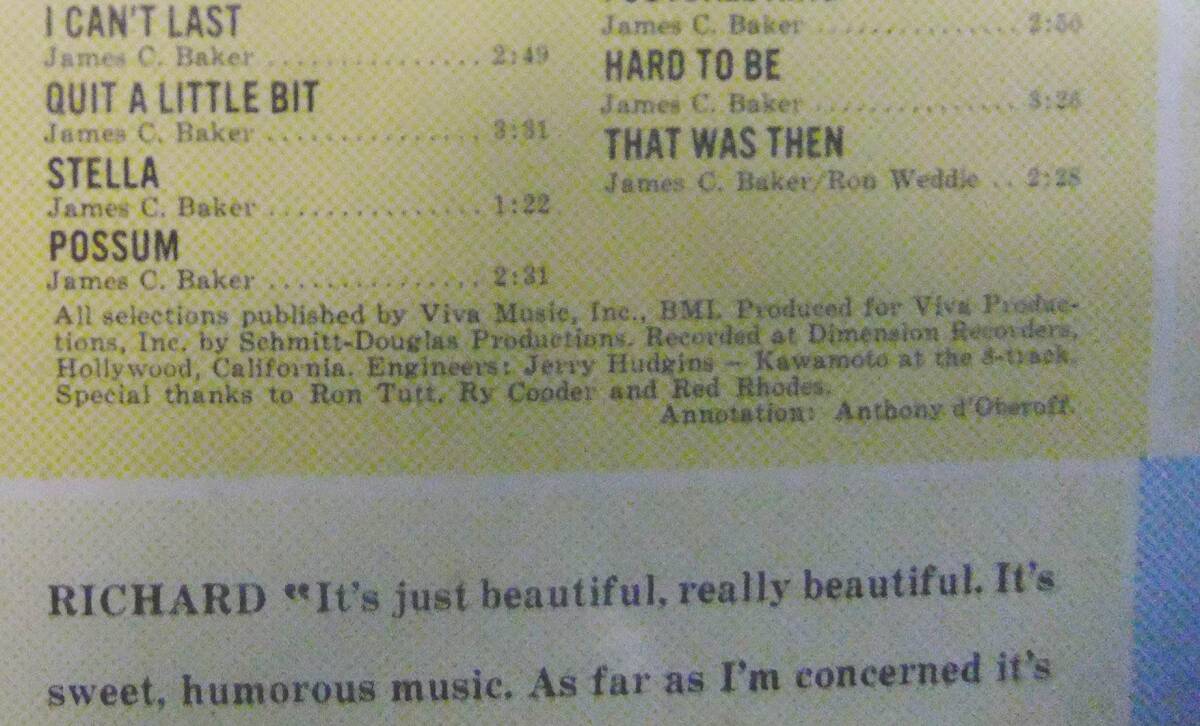 I CAN'T LAST
James C. Baker ................ 2:49
QUIT A LITTLE BIT
James C. Baker ................ 3:31
STELLA
James C. Baker ................ 1:22
POSSUM
James C. Baker ................ 2:31
James C. Baker ............... 2:50
HARD TO BE
James C. Baker ............... 3:26
THAT WAS THEN
James C. Baker/Ron Weddle .. 2:28
All selections published by Viva Music, Inc., BMI. Produced for Viva Produc-
tions, Inc. by Schmitt-Douglas Productions. Recorded at Dimension Recorders,
Hollywood, California. Engineers: Jerry Hudgins – Kawamoto at the 8-track.
Special thanks to Ron Tutt, Ry Cooder and Red Rhodes.
Annotation: Anthony d'Oberoff.
RICHARD “It's just beautiful, really beautiful. It's
sweet, humorous music. As far as I'm concerned it's